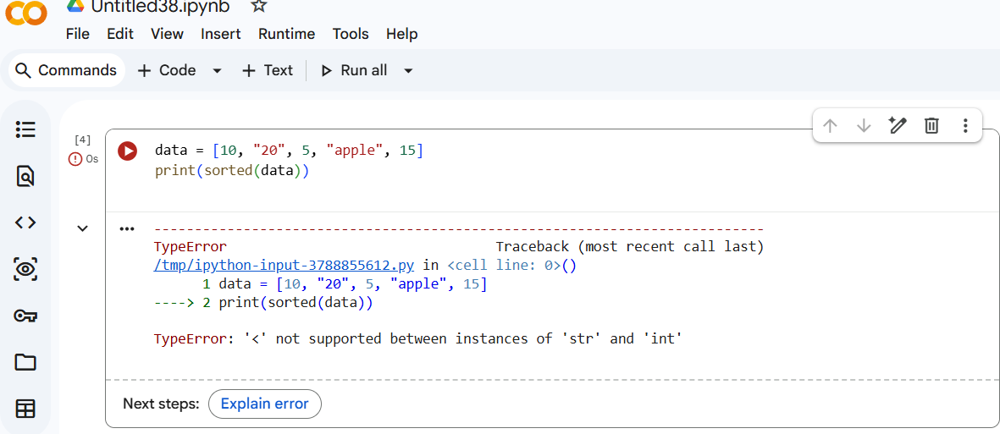 Untitled38.ipynb
File Edit View Insert Runtime Tools Help
Commands + Code + Text Run all
[4]
0s
data = [10, "20", 5, "apple", 15]
print(sorted(data))
---------------------------------------------------------------------------
TypeError                                 Traceback (most recent call last)
/tmp/ipython-input-3788855612.py in <cell line: 0>()
      1 data = [10, "20", 5, "apple", 15]
----> 2 print(sorted(data))
TypeError: '<' not supported between instances of 'str' and 'int'
Next steps: Explain error